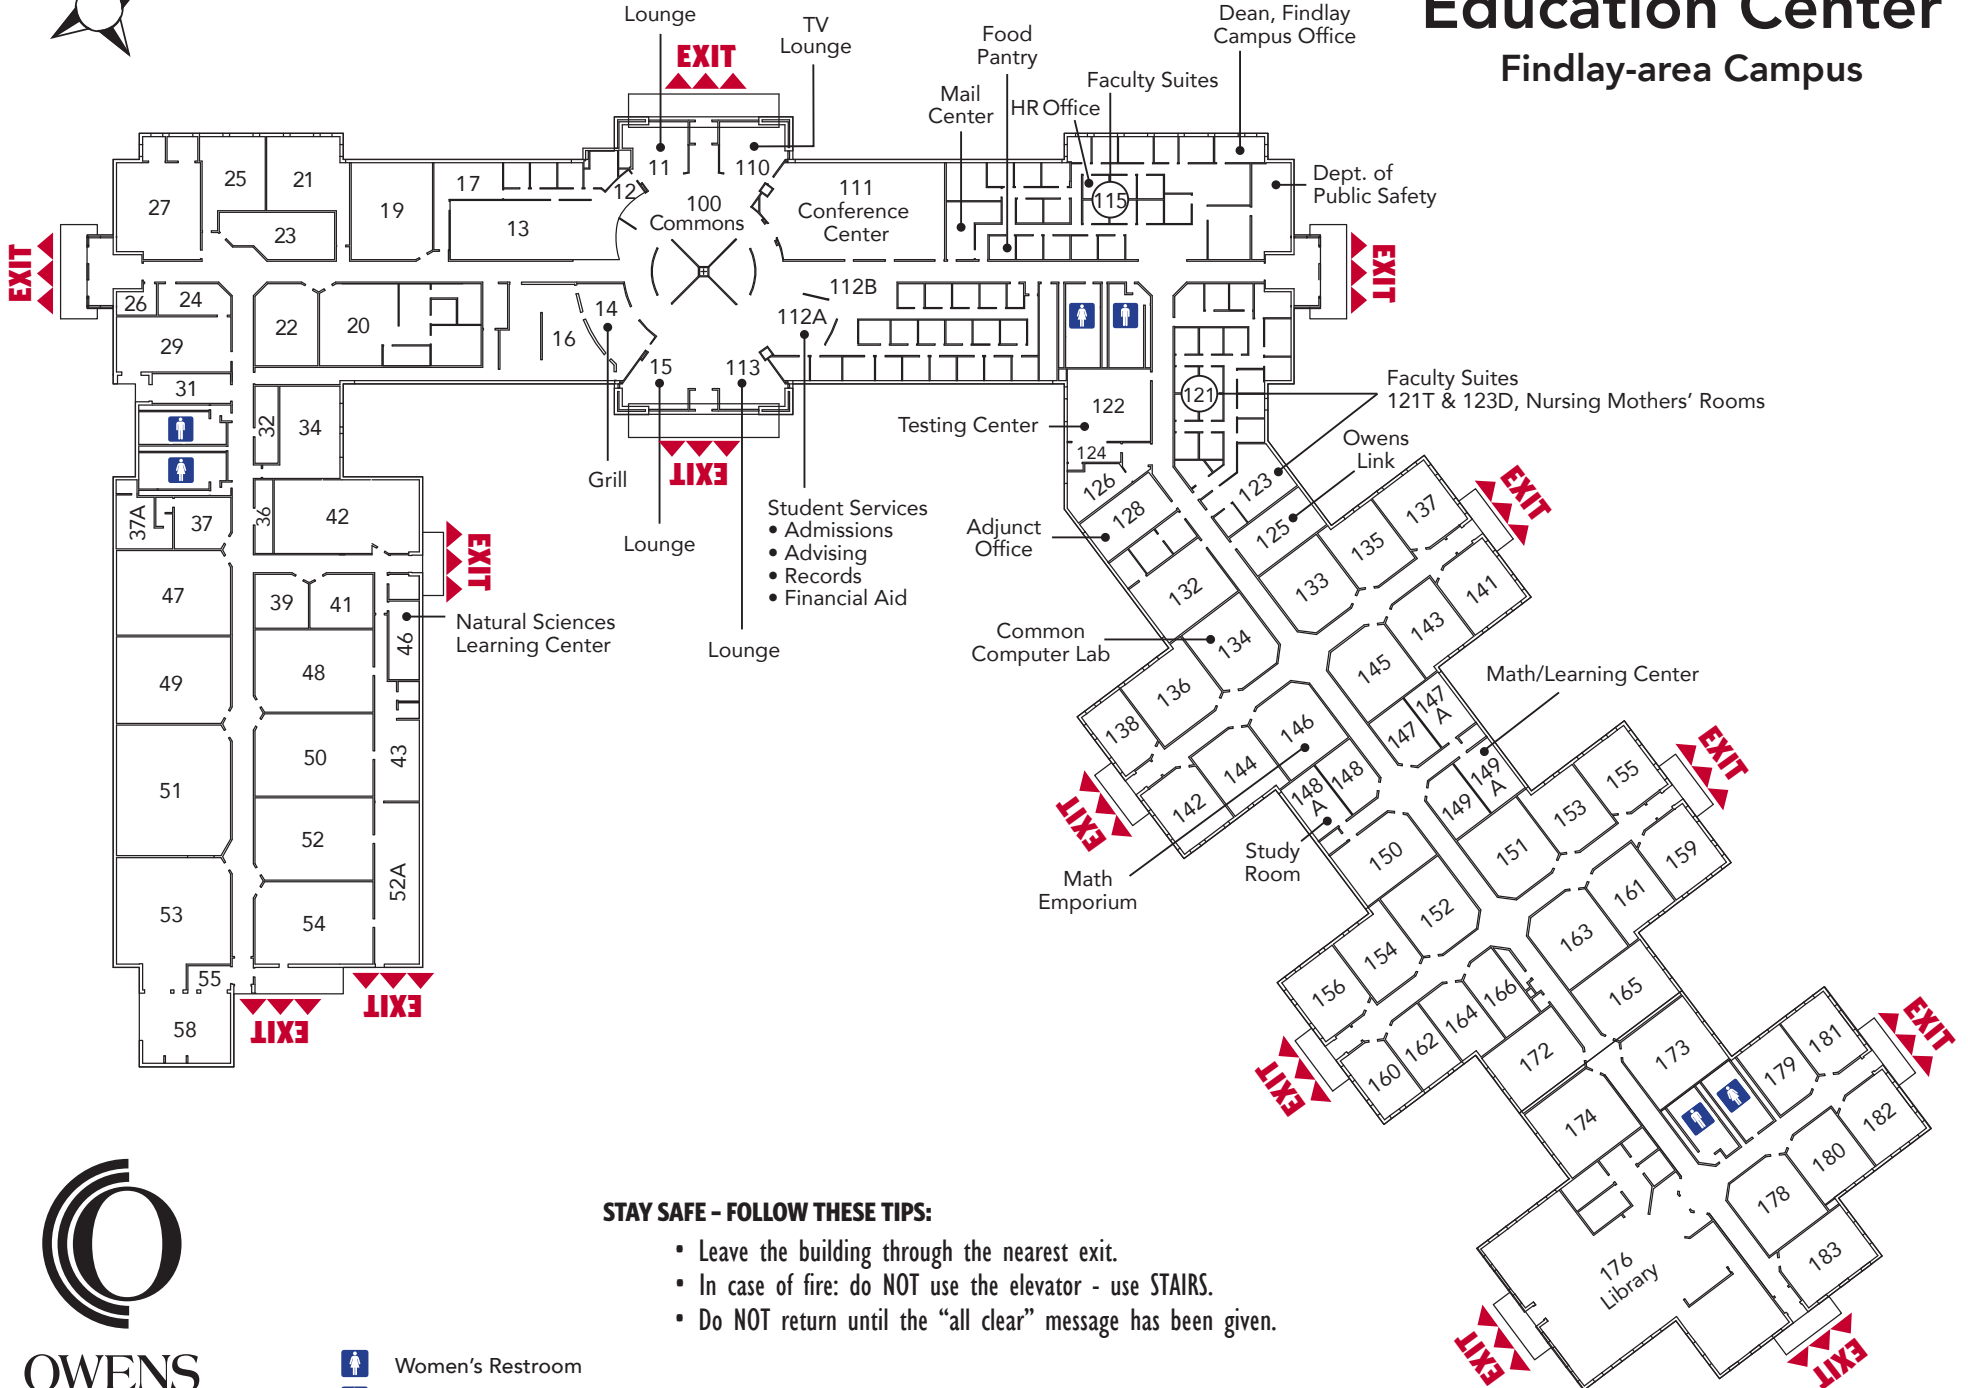 Education Center
Findlay-area Campus
Lounge
TV
Lounge
EXIT
Food
Pantry
Dean, Findlay
Campus Office
Mail
Center
HR Office
Faculty Suites
Dept. of
Public Safety
27
25
21
23
19
17
13
12
11
110
100
Commons
111
Conference
Center
115
EXIT
EXIT
26
24
29
31
22
20
16
14
15
112B
112A
113
32
34
122
121
124
Testing Center
Faculty Suites
121T & 123D, Nursing Mothers' Rooms
Owens
Link
Grill
EXIT
Lounge
Student Services
• Admissions
• Advising
• Records
• Financial Aid
Lounge
37A
37
36
42
EXIT
47
39
41
46
Natural Sciences
Learning Center
49
48
51
50
43
52
52A
53
54
55
58
EXIT
EXIT
126
128
123
125
Adjunct
Office
137
135
133
EXIT
132
134
141
143
145
Common
Computer Lab
136
138
147
147
A
Math/Learning Center
146
144
142
EXIT
148
148
A
149
149
A
Study
Room
Math
Emporium
155
153
151
EXIT
150
152
154
156
159
161
163
165
166
164
162
160
EXIT
172
173
174
179
181
EXIT
182
180
178
183
176
Library
EXIT
EXIT
STAY SAFE – FOLLOW THESE TIPS:
• Leave the building through the nearest exit.
• In case of fire: do NOT use the elevator - use STAIRS.
• Do NOT return until the “all clear” message has been given.
OWENS
Women's Restroom